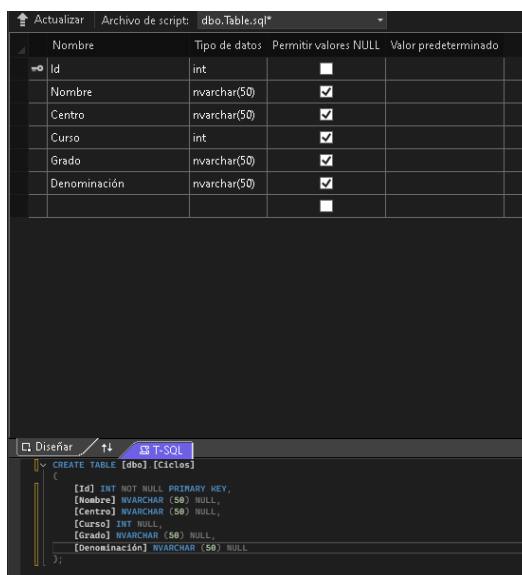 Actualizar Archivo de script: dbo.Table.sql*
Nombre Tipo de datos Permitir valores NULL Valor predeterminado
Id int
Nombre nvarchar(50)
Centro nvarchar(50)
Curso int
Grado nvarchar(50)
Denominación nvarchar(50)
Diseñar T-SQL
CREATE TABLE [dbo].[Ciclos]
(
[Id] INT NOT NULL PRIMARY KEY,
[Nombre] NVARCHAR (50) NULL,
[Centro] NVARCHAR (50) NULL,
[Curso] INT NULL,
[Grado] NVARCHAR (50) NULL,
[Denominación] NVARCHAR (50) NULL
);